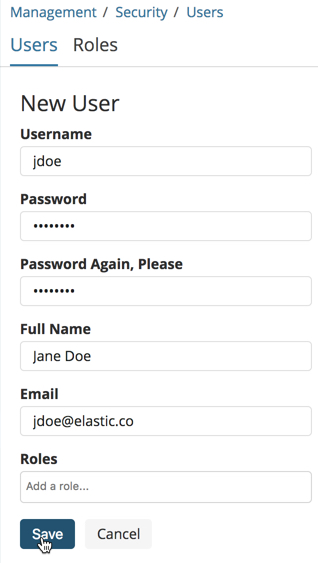 Management / Security / Users
Users Roles
New User
Username
jdoe
Password
••••••••
Password Again, Please
••••••••
Full Name
Jane Doe
Email
jdoe@elastic.co
Roles
Add a role...
Save Cancel